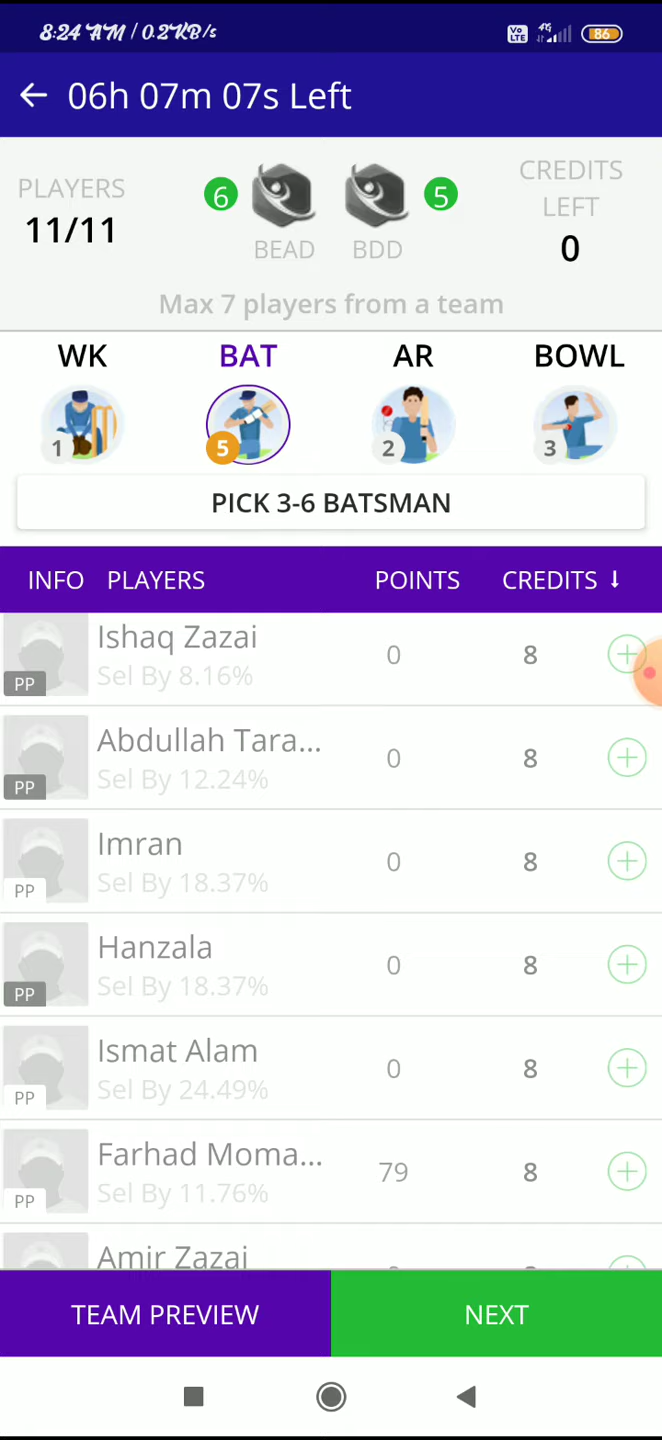 8:24 AM / 0.2KB/s
Vo LTE 4G 86
06h 07m 07s Left
PLAYERS
11/11
6 5
BEAD BDD
CREDITS
LEFT
0
Max 7 players from a team
WK BAT AR BOWL
1 5 2 3
PICK 3-6 BATSMAN
INFO PLAYERS POINTS CREDITS ↓
Ishaq Zazai 0 8
PP Sel By 8.16%
Abdullah Tara... 0 8
PP Sel By 12.24%
Imran 0 8
PP Sel By 18.37%
Hanzala 0 8
PP Sel By 18.37%
Ismat Alam 0 8
PP Sel By 24.49%
Farhad Moma... 79 8
PP Sel By 11.76%
Amir Zazai
TEAM PREVIEW NEXT